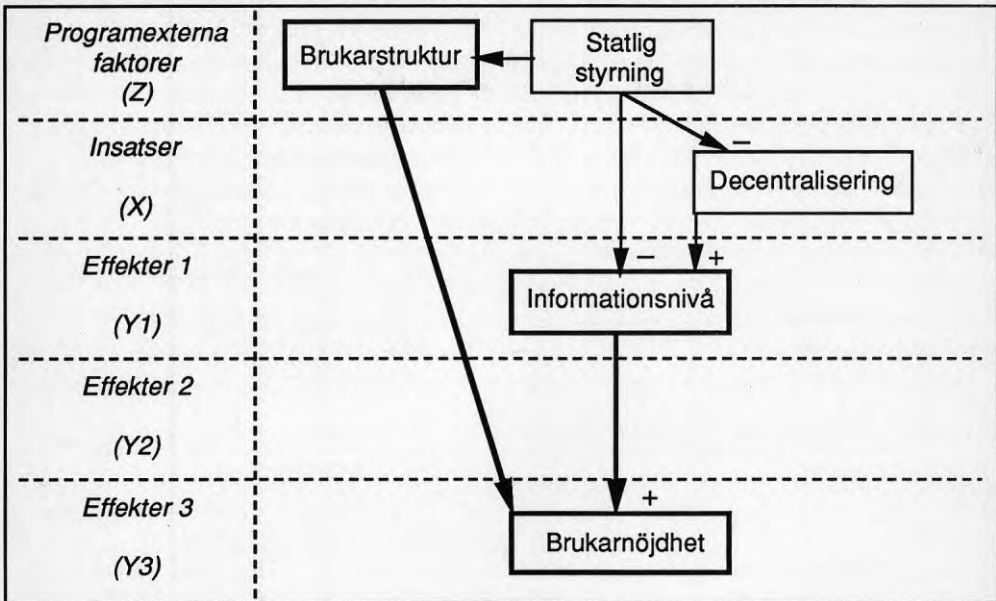 Programexterna
faktorer
(Z)
Brukarstruktur
Statlig
styrning
Insatser
(X)
−
Decentralisering
Effekter 1
(Y1)
−
+
Informationsnivå
Effekter 2
(Y2)
Effekter 3
(Y3)
+
Brukarnöjdhet